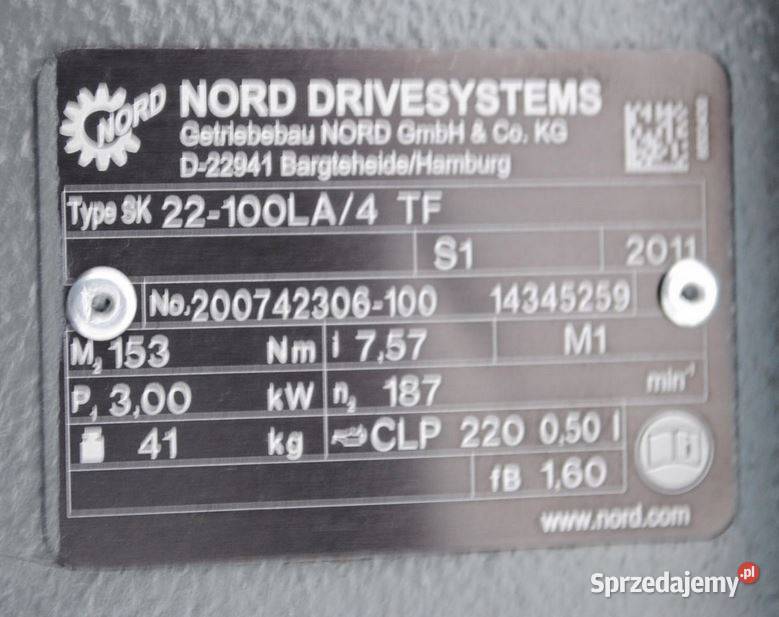 NORD
NORD DRIVESYSTEMS
Getriebebau NORD GmbH & Co. KG
D-22941 Bargteheide/Hamburg
Type SK 22-100LA/4 TF
S1 2011
No. 200742306-100 14345259
M₂ 153 Nm i 7,57 M1
P₁ 3,00 kW n₂ 187 min⁻¹
41 kg CLP 220 0,50 l
fB 1,60
www.nord.com
Sprzedajemy.pl